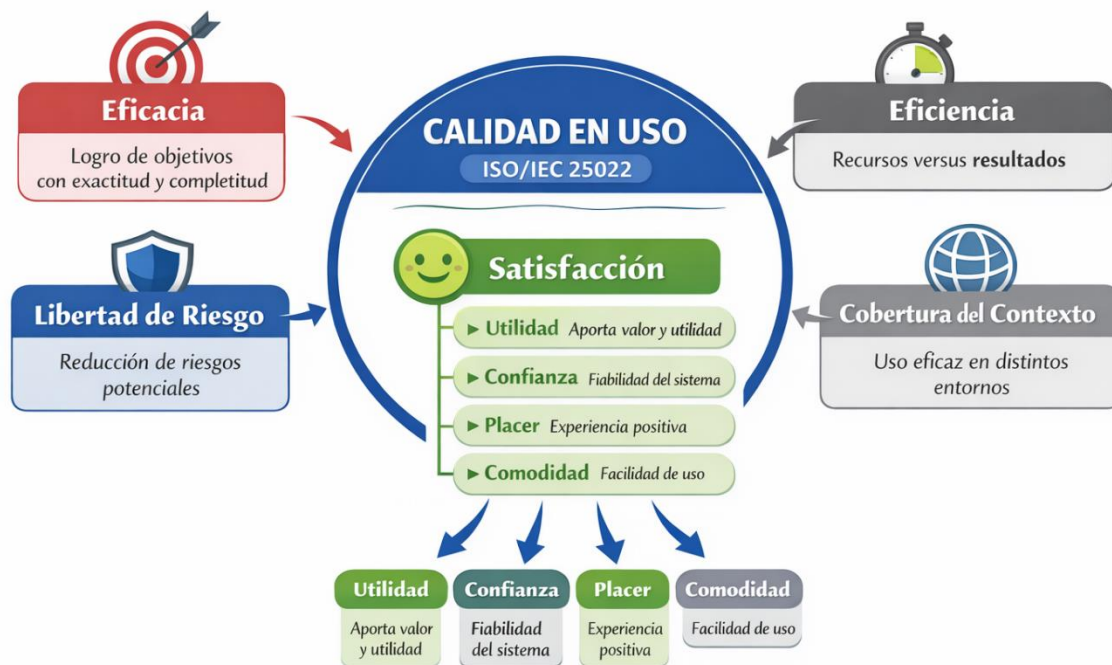 Eficacia
Logro de objetivos
con exactitud y completitud
Libertad de Riesgo
Reducción de riesgos
potenciales
CALIDAD EN USO
ISO/IEC 25022
Satisfacción
► Utilidad Aporta valor y utilidad
► Confianza Fiabilidad del sistema
► Placer Experiencia positiva
► Comodidad Facilidad de uso
Eficiencia
Recursos versus resultados
Cobertura del Contexto
Uso eficaz en distintos
entornos
Utilidad
Aporta valor
y utilidad
Confianza
Fiabilidad
del sistema
Placer
Experiencia
positiva
Comodidad
Facilidad de uso